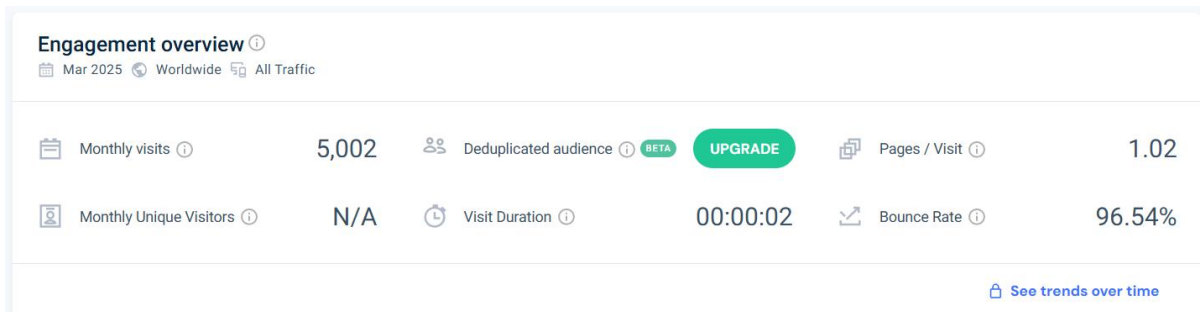 Engagement overview
Mar 2025 Worldwide All Traffic
Monthly visits 5,002 Deduplicated audience BETA UPGRADE Pages / Visit 1.02
Monthly Unique Visitors N/A Visit Duration 00:00:02 Bounce Rate 96.54%
See trends over time